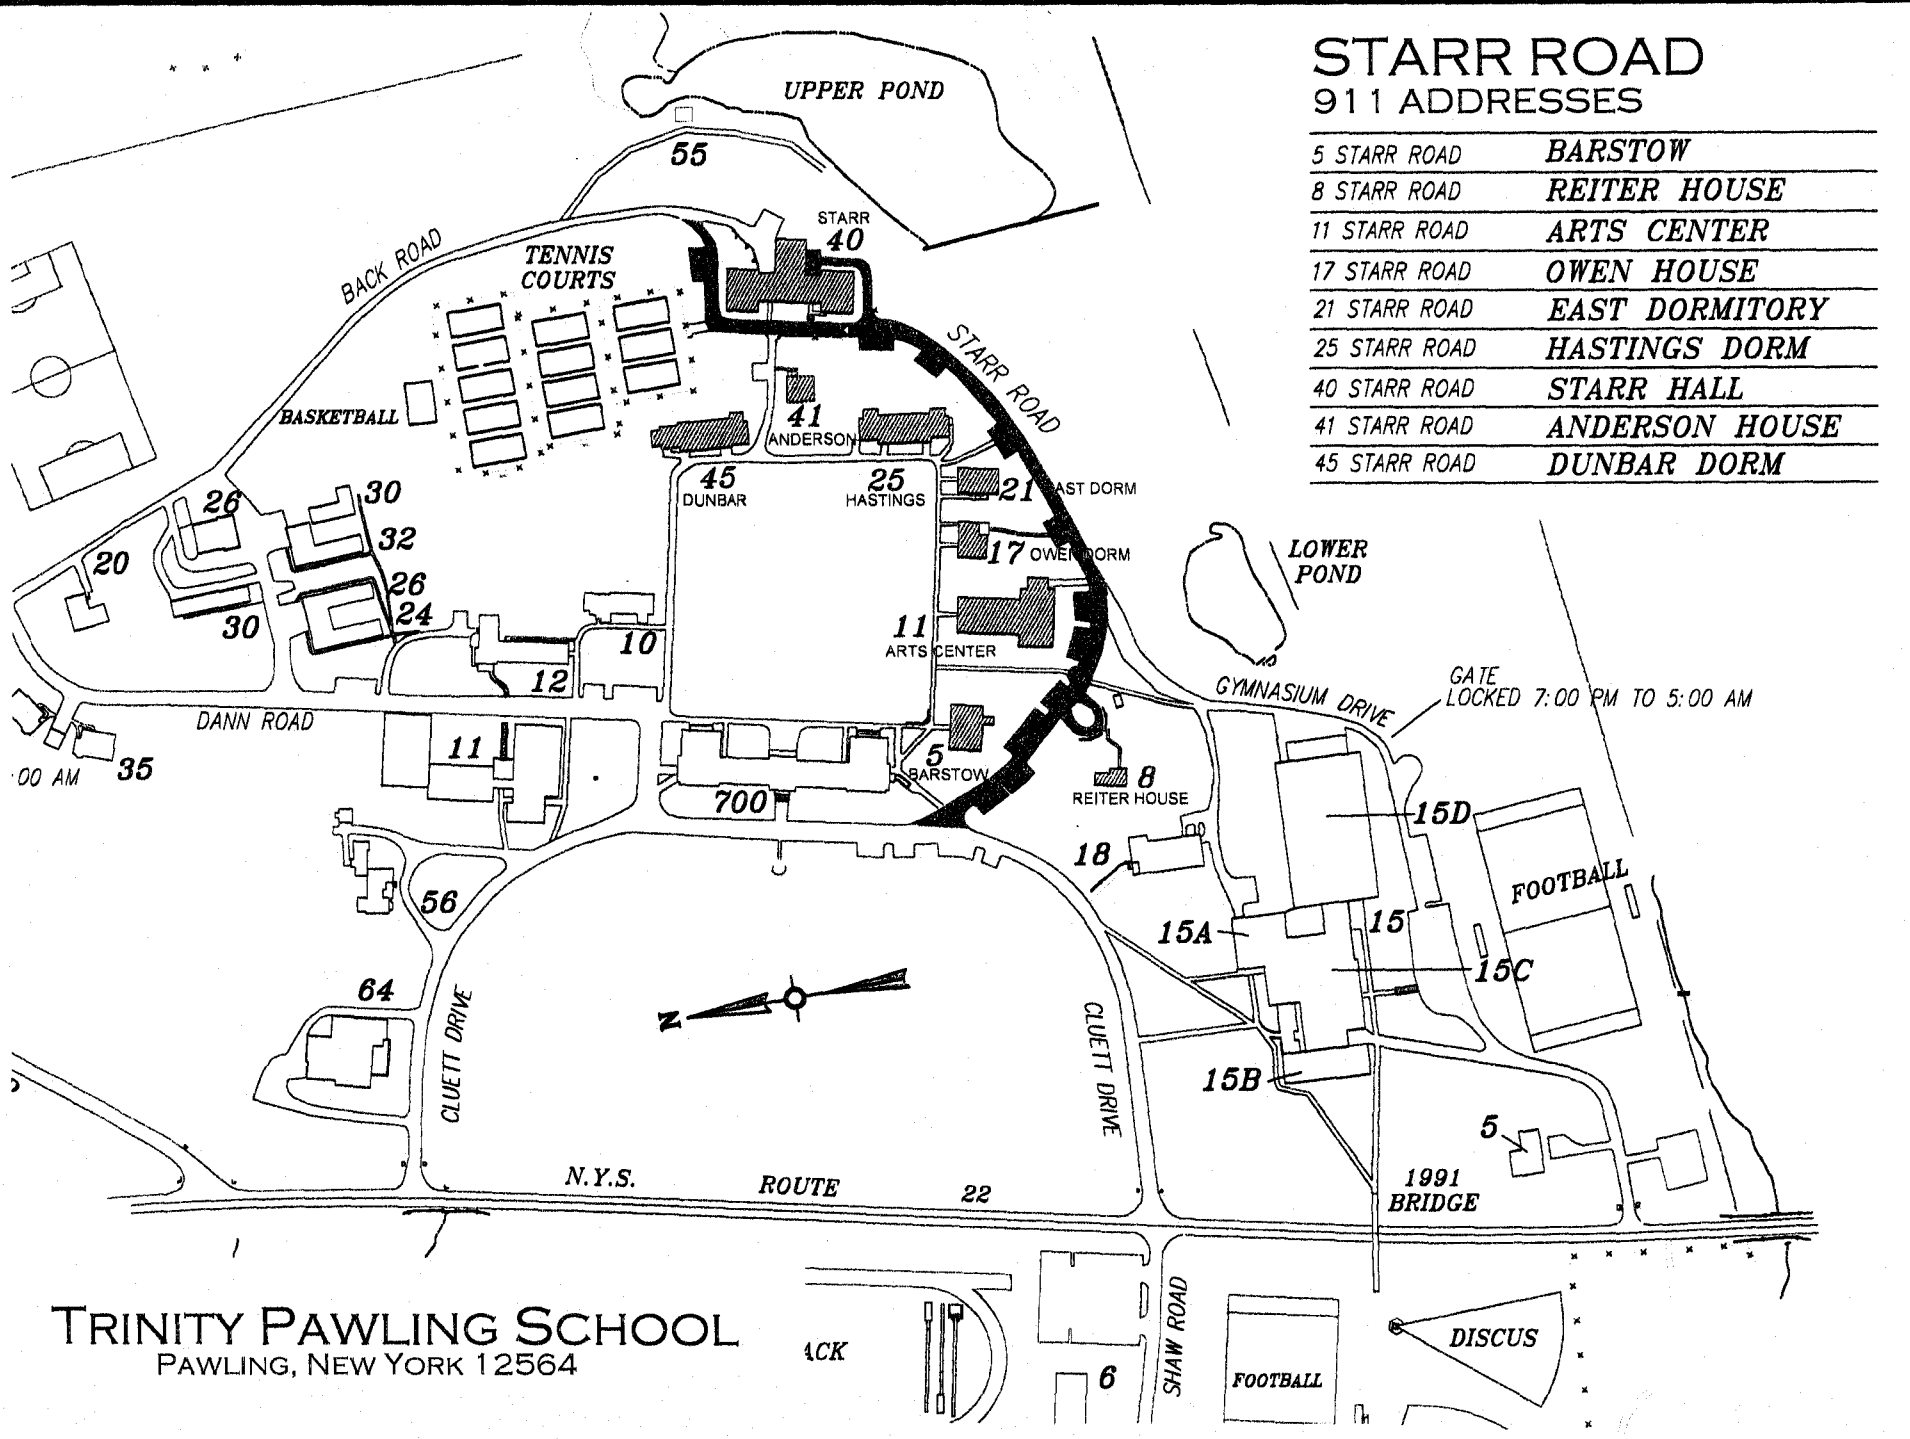 STARR ROAD
911 ADDRESSES
5 STARR ROAD BARSTOW
8 STARR ROAD REITER HOUSE
11 STARR ROAD ARTS CENTER
17 STARR ROAD OWEN HOUSE
21 STARR ROAD EAST DORMITORY
25 STARR ROAD HASTINGS DORM
40 STARR ROAD STARR HALL
41 STARR ROAD ANDERSON HOUSE
45 STARR ROAD DUNBAR DORM
UPPER POND
55
STARR
40
BACK ROAD
TENNIS
COURTS
STARR ROAD
BASKETBALL
41
ANDERSON
45
DUNBAR
25
HASTINGS
21
AST DORM
17 OWEN DORM
LOWER
POND
30
26
32
20
26
24
30
10
11
ARTS CENTER
12
GYMNASIUM DRIVE
GATE
LOCKED 7:00 PM TO 5:00 AM
DANN ROAD
11
35
:00 AM
5
BARSTOW
8
REITER HOUSE
700
15D
18
FOOTBALL
56
15A
15
15C
64
N
CLUETT DRIVE
CLUETT DRIVE
15B
5
1991
BRIDGE
N.Y.S. ROUTE 22
SHAW ROAD
6
ACK
FOOTBALL
DISCUS
TRINITY PAWLING SCHOOL
PAWLING, NEW YORK 12564